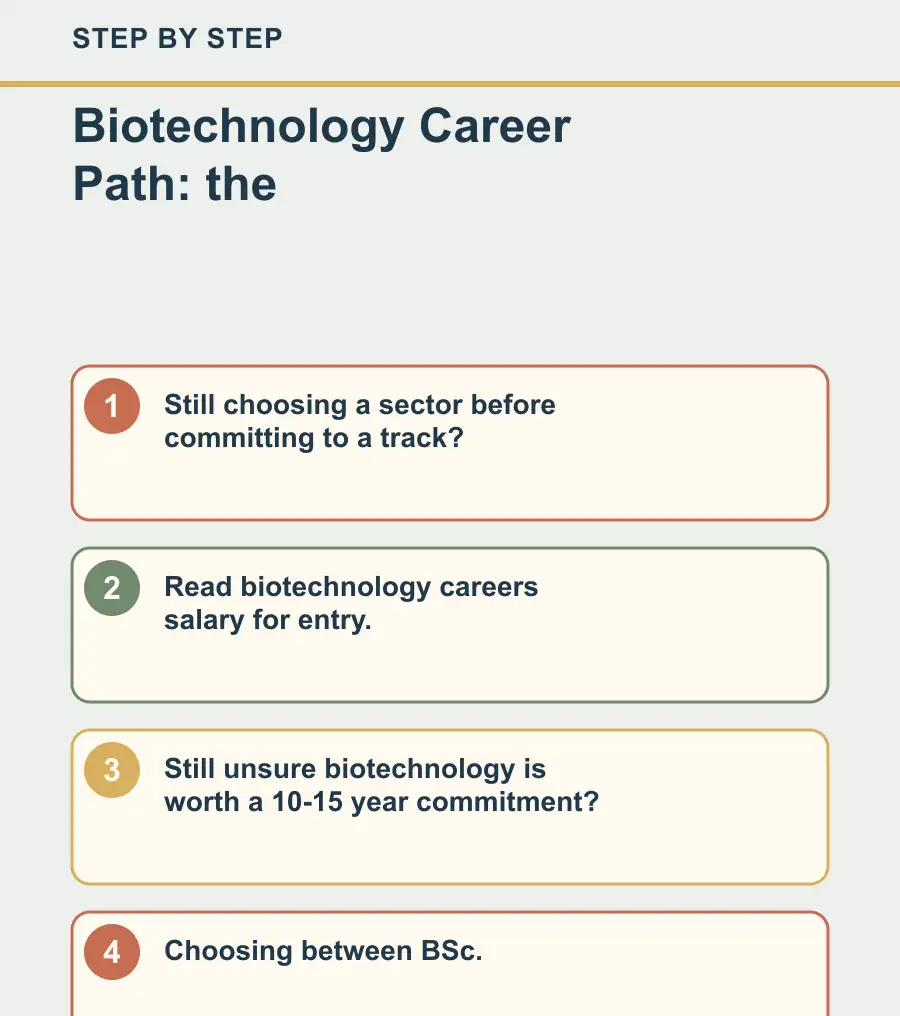 STEP BY STEP
Biotechnology Career
Path: the
1
Still choosing a sector before
committing to a track?
2
Read biotechnology careers
salary for entry.
3
Still unsure biotechnology is
worth a 10-15 year commitment?
4
Choosing between BSc.